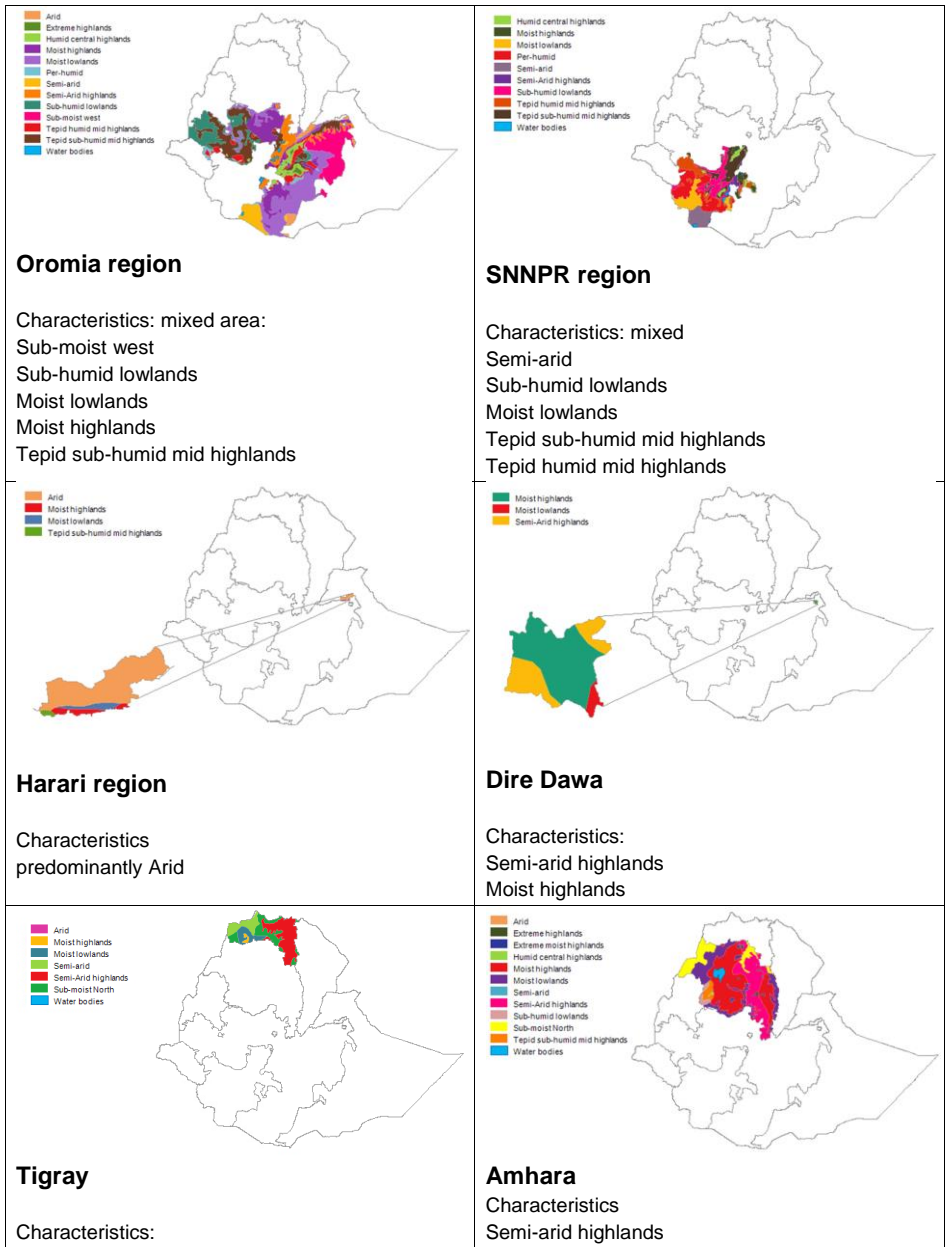 Arid
Extreme highlands
Humid central highlands
Moist highlands
Moist lowlands
Per-humid
Semi-arid
Semi-Arid highlands
Sub-humid lowlands
Sub-moist west
Tepid humid mid highlands
Tepid sub-humid mid highlands
Water bodies
Oromia region
Characteristics: mixed area:
Sub-moist west
Sub-humid lowlands
Moist lowlands
Moist highlands
Tepid sub-humid mid highlands
Humid central highlands
Moist highlands
Moist lowlands
Per-humid
Semi-arid
Semi-Arid highlands
Sub-humid lowlands
Tepid humid mid highlands
Tepid sub-humid mid highlands
Water bodies
SNNPR region
Characteristics: mixed
Semi-arid
Sub-humid lowlands
Moist lowlands
Tepid sub-humid mid highlands
Tepid humid mid highlands
Arid
Moist highlands
Moist lowlands
Tepid sub-humid mid highlands
Harari region
Characteristics
predominantly Arid
Moist highlands
Moist lowlands
Semi-Arid highlands
Dire Dawa
Characteristics:
Semi-arid highlands
Moist highlands
Arid
Moist highlands
Moist lowlands
Semi-arid
Semi-Arid highlands
Sub-moist North
Water bodies
Tigray
Characteristics:
Arid
Extreme highlands
Extreme moist highlands
Humid central highlands
Moist highlands
Moist lowlands
Semi-arid
Semi-Arid highlands
Sub-humid lowlands
Sub-moist North
Tepid sub-humid mid highlands
Water bodies
Amhara
Characteristics
Semi-arid highlands